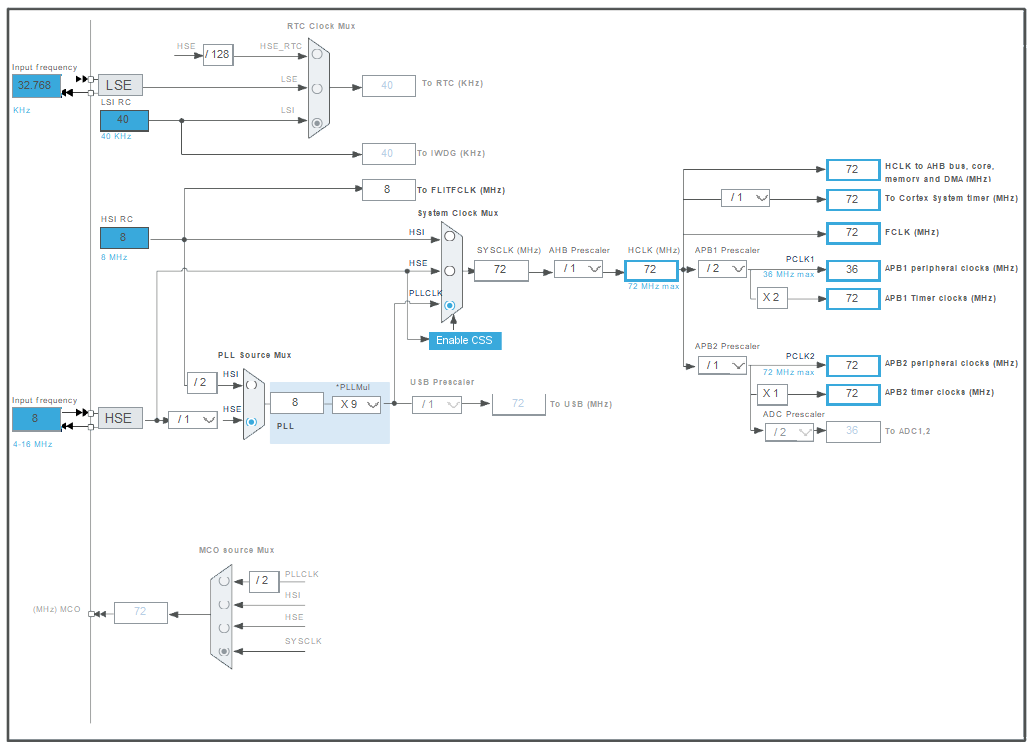 RTC Clock Mux
HSE
/ 128
HSE_RTC
Input frequency
32.768
KHz
LSE
LSE
40
To RTC (KHz)
LSI RC
40
40 KHz
LSI
40
To IWDG (KHz)
8
To FLITFCLK (MHz)
HSI RC
8
8 MHz
System Clock Mux
HSI
HSE
PLLCLK
Enable CSS
SYSCLK (MHz)
72
AHB Prescaler
/ 1
HCLK (MHz)
72
72 MHz max
72
HCLK to AHB bus, core,
memory and DMA (MHz)
/ 1
72
To Cortex System timer (MHz)
72
FCLK (MHz)
APB1 Prescaler
/ 2
PCLK1
36 MHz max
36
APB1 peripheral clocks (MHz)
X 2
72
APB1 Timer clocks (MHz)
APB2 Prescaler
/ 1
PCLK2
72 MHz max
72
APB2 peripheral clocks (MHz)
X 1
72
APB2 timer clocks (MHz)
ADC Prescaler
/ 2
36
To ADC1,2
PLL Source Mux
/ 2
HSI
HSE
Input frequency
8
4-16 MHz
HSE
/ 1
8
*PLLMul
X 9
PLL
USB Prescaler
/ 1
72
To USB (MHz)
MCO source Mux
/ 2
PLLCLK
HSI
HSE
SYSCLK
(MHz) MCO
72